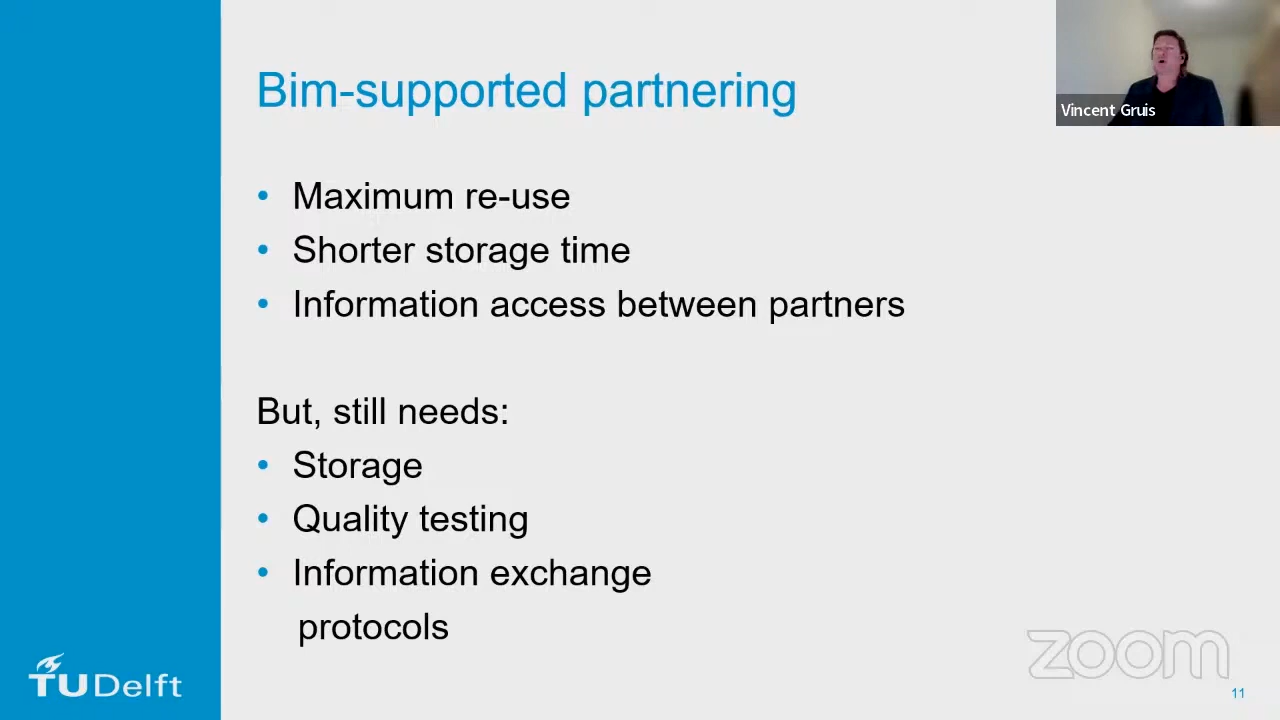 Bim-supported partnering
Vincent Gruis
• Maximum re-use
• Shorter storage time
• Information access between partners
But, still needs:
• Storage
• Quality testing
• Information exchange
protocols
TUDelft
zoom
11